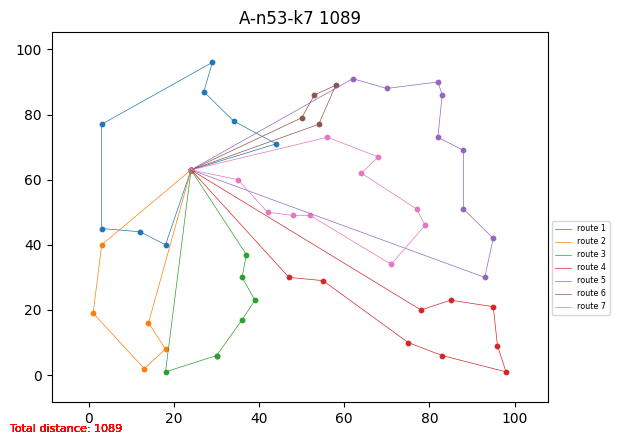 A-n53-k7 1089
100
80
60
40
20
0
0 20 40 60 80 100
route 1
route 2
route 3
route 4
route 5
route 6
route 7
Total distance: 1089